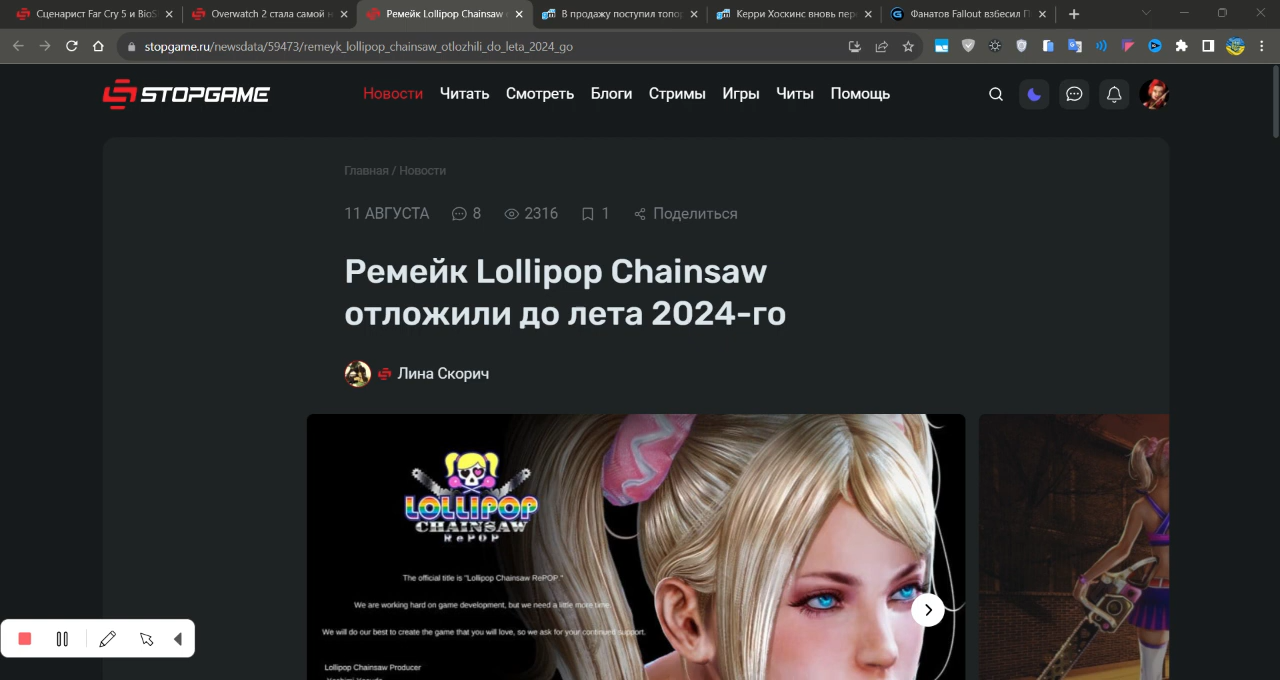 Сценарист Far Cry 5 и BioS
Overwatch 2 стала самой н
Ремейк Lollipop Chainsaw
В продажу поступил топор
Керри Хоскинс вновь пер
Фанатов Fallout взбесил П
stopgame.ru/newsdata/59473/remeyk_lollipop_chainsaw_otlozhili_do_leta_2024_go
STOPGAME
Новости Читать Смотреть Блоги Стримы Игры Читы Помощь
Главная / Новости
11 АВГУСТА 8 2316 1 Поделиться
Ремейк Lollipop Chainsaw
отложили до лета 2024-го
Лина Скорич
LOLLIPOP
CHAINSAW
RePOP
The official title is "Lollipop Chainsaw RePOP."
We are working hard on game development, but we need a little more time.
We will do our best to create the game that you will love, so we ask for your continued support.
Lollipop Chainsaw Producer